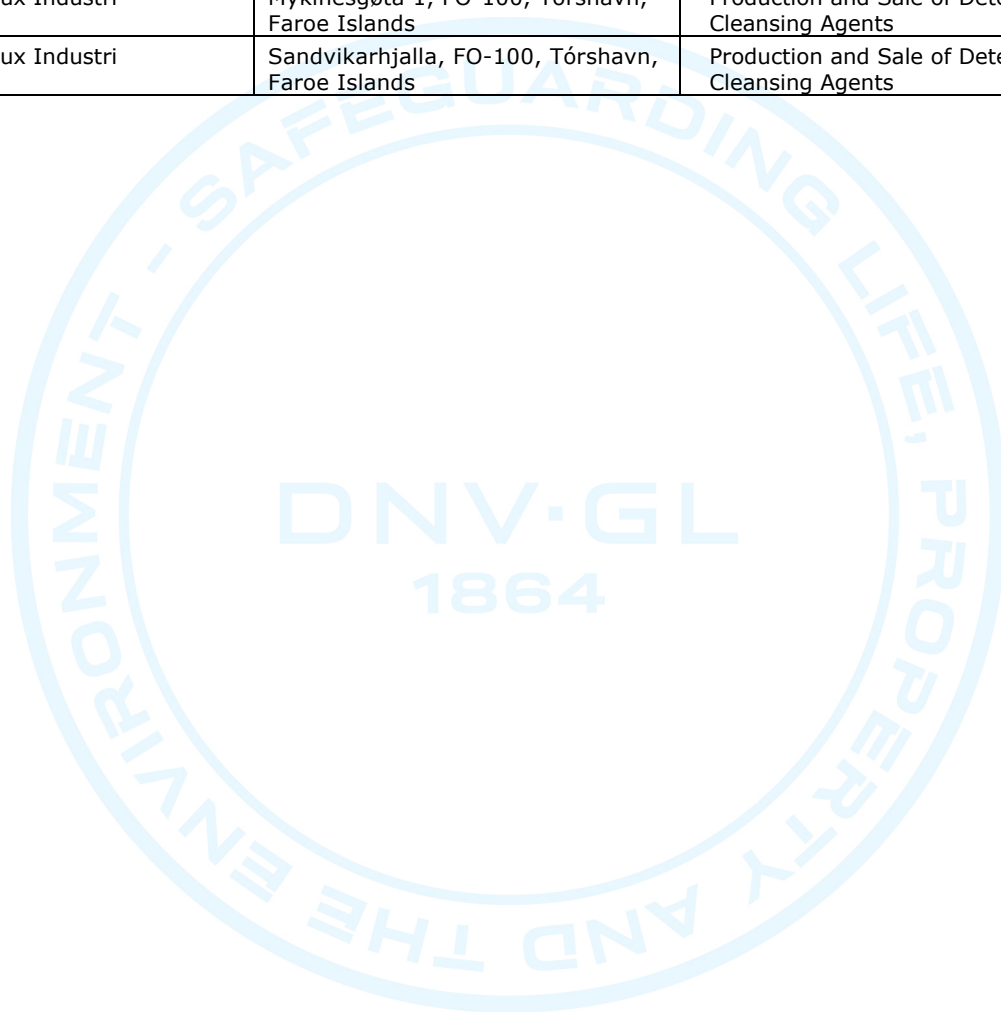 ux Industri
Mykinesgøta 1, FO-100, Tórshavn,
Faroe Islands
Production and Sale of
Cleansing Agents
ux Industri
Sandvikarhjalla, FO-100, Tórshavn,
Faroe Islands
Production and Sale of Dete
Cleansing Agents
SAFEGUARDING LIFE, PROPERTY AND THE ENVIRONMENT -
DNV·GL
1864